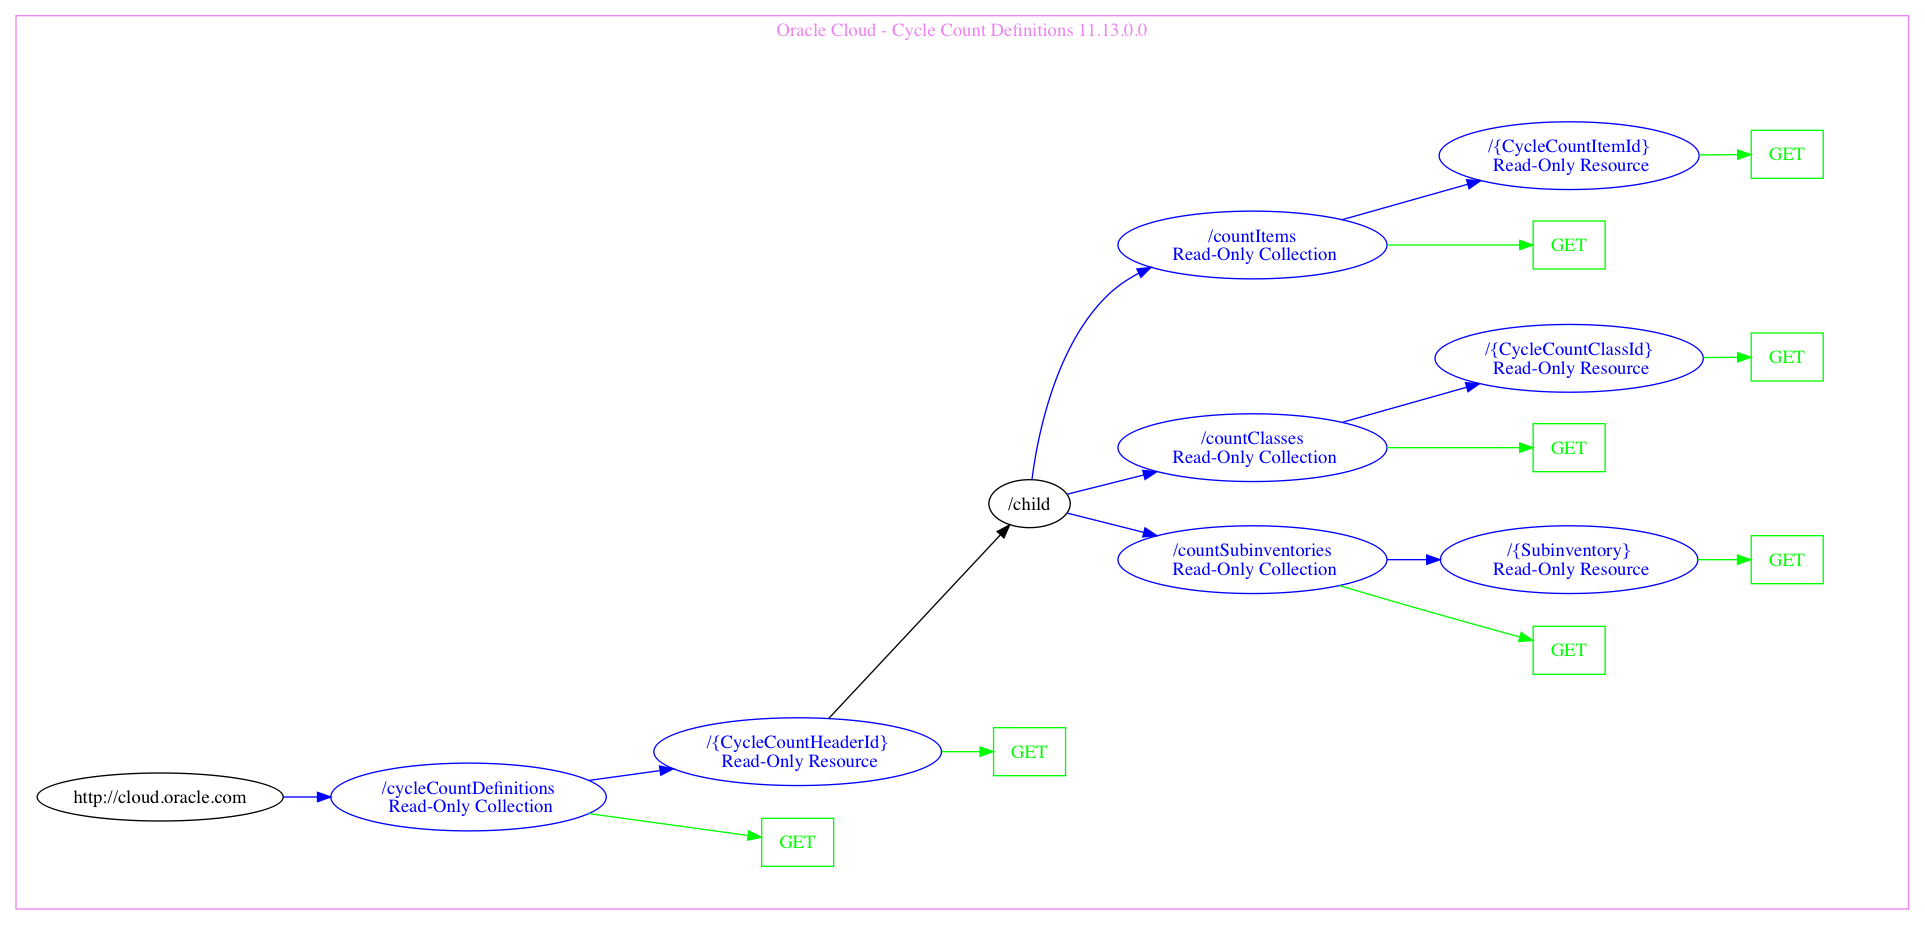 Oracle Cloud - Cycle Count Definitions 11.13.0.0
/{CycleCountItemId}
Read-Only Resource
GET
/countItems
Read-Only Collection
GET
/{CycleCountClassId}
Read-Only Resource
GET
/countClasses
Read-Only Collection
GET
/child
/countSubinventories
Read-Only Collection
/{Subinventory}
Read-Only Resource
GET
GET
/{CycleCountHeaderId}
Read-Only Resource
GET
http://cloud.oracle.com
/cycleCountDefinitions
Read-Only Collection
GET